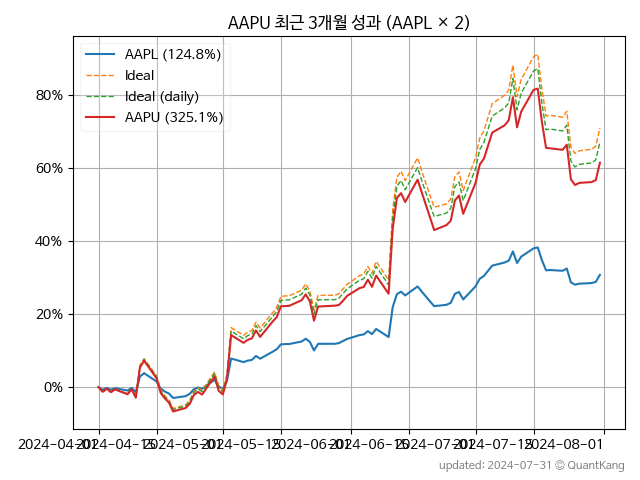 AAPU 최근 3개월 성과 (AAPL × 2)
AAPL (124.8%)
Ideal
Ideal (daily)
AAPU (325.1%)
80%
60%
40%
20%
0%
2024-04-01 2024-04-15 2024-05-01 2024-05-15 2024-06-01 2024-06-15 2024-07-01 2024-07-15 2024-08-01
updated: 2024-07-31 © QuantKang